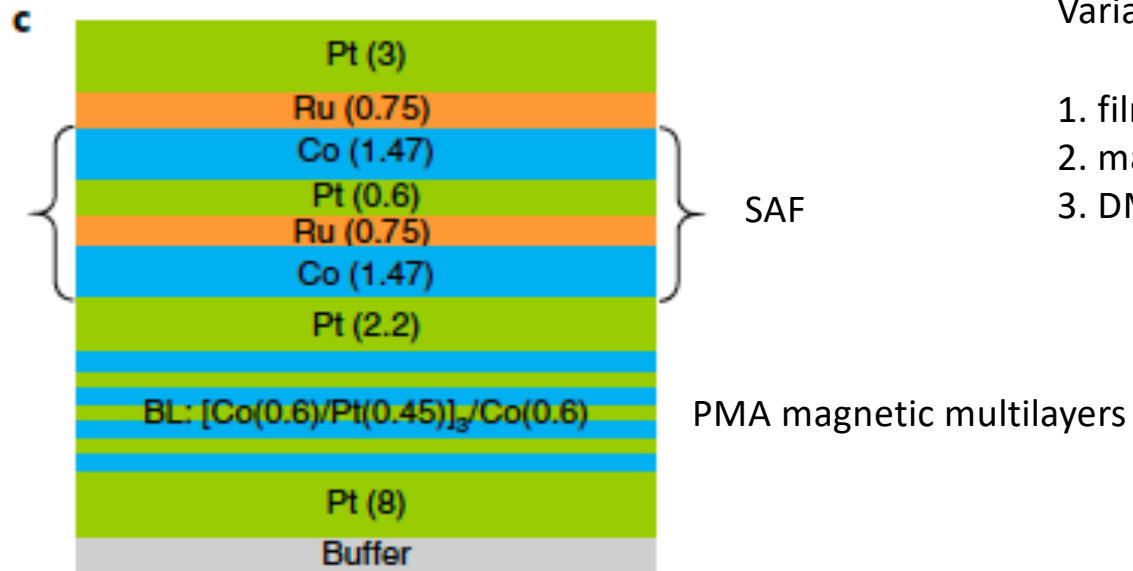 c
Pt (3)
Ru (0.75)
Co (1.47)
Pt (0.6)
Ru (0.75)
Co (1.47)
SAF
Pt (2.2)
BL: [Co(0.6)/Pt(0.45)]₃/Co(0.6)
PMA magnetic multilayers
Pt (8)
Buffer
1.
2.
3.